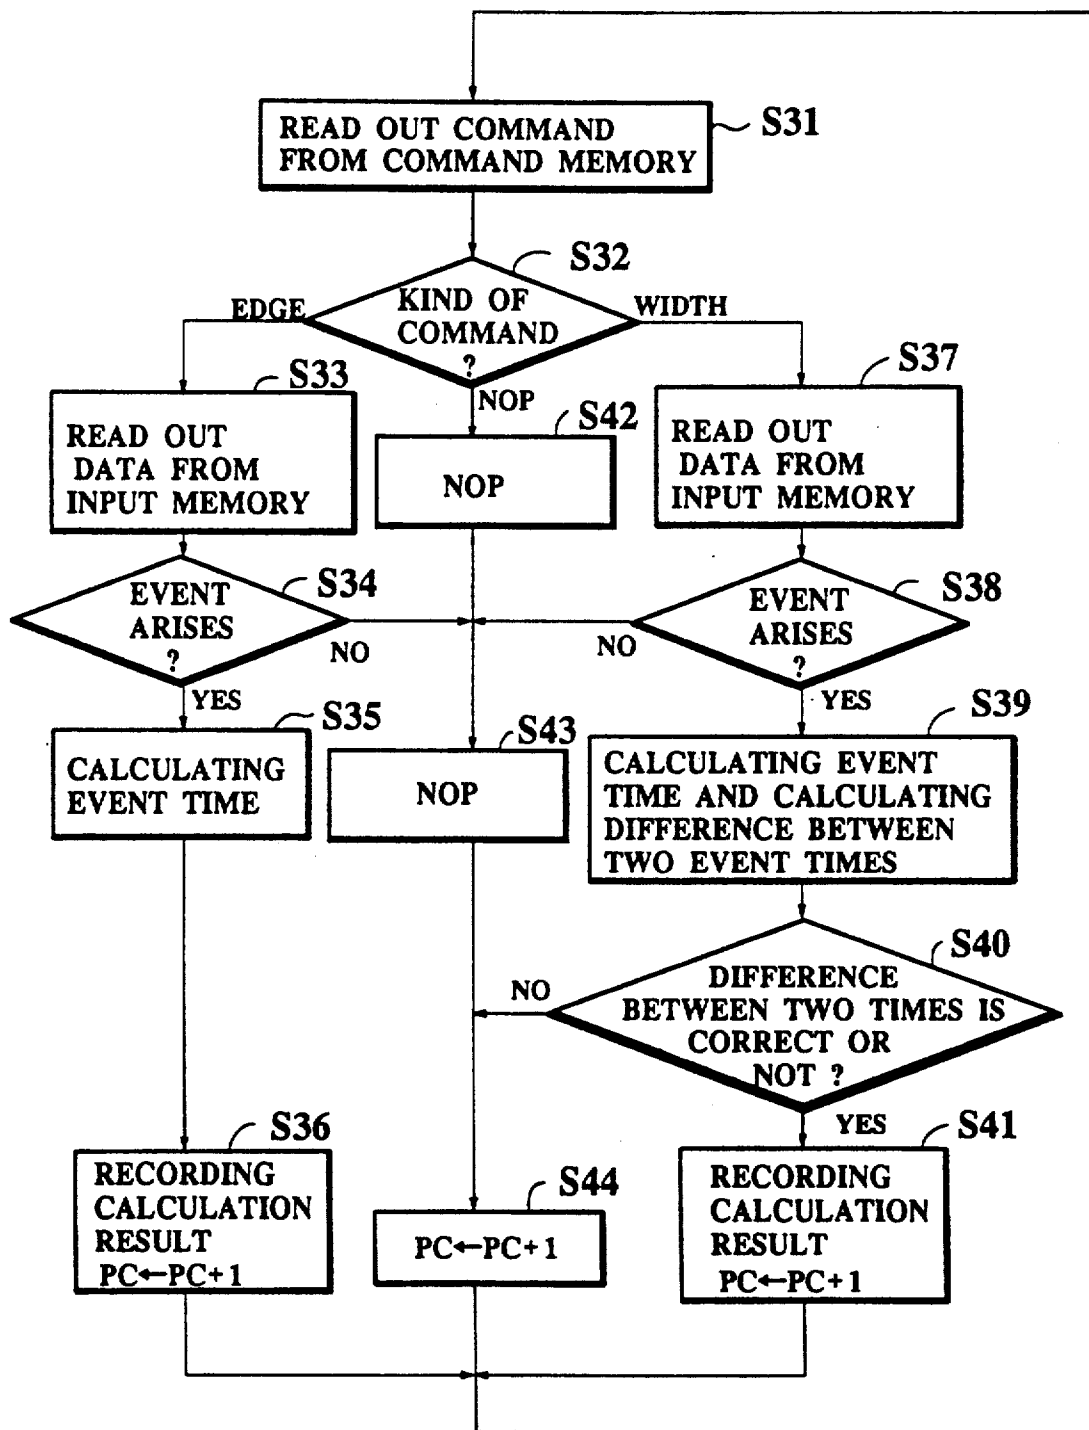 S31
READ OUT COMMAND
FROM COMMAND MEMORY
S32
KIND OF
COMMAND
?
EDGE
WIDTH
NOP
S33
READ OUT
DATA FROM
INPUT MEMORY
S42
NOP
S37
READ OUT
DATA FROM
INPUT MEMORY
S34
EVENT
ARISES
?
NO
YES
S38
EVENT
ARISES
?
NO
YES
S35
CALCULATING
EVENT TIME
S43
NOP
S39
CALCULATING EVENT
TIME AND CALCULATING
DIFFERENCE BETWEEN
TWO EVENT TIMES
S40
DIFFERENCE
BETWEEN TWO TIMES IS
CORRECT OR
NOT ?
NO
YES
S36
RECORDING
CALCULATION
RESULT
PC←PC+1
S44
PC←PC+1
S41
RECORDING
CALCULATION
RESULT
PC←PC+1